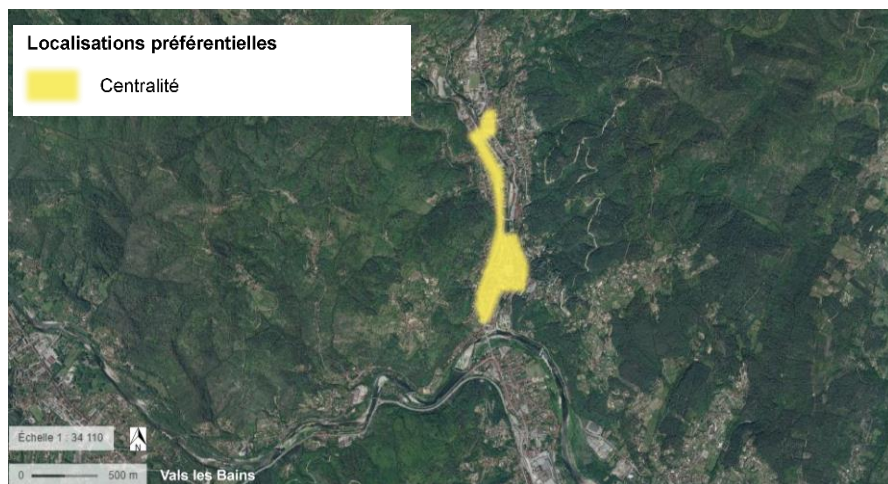 Localisations préférentielles
Centralité
Échelle 1 : 34 110
N
0 500 m Vals les Bains